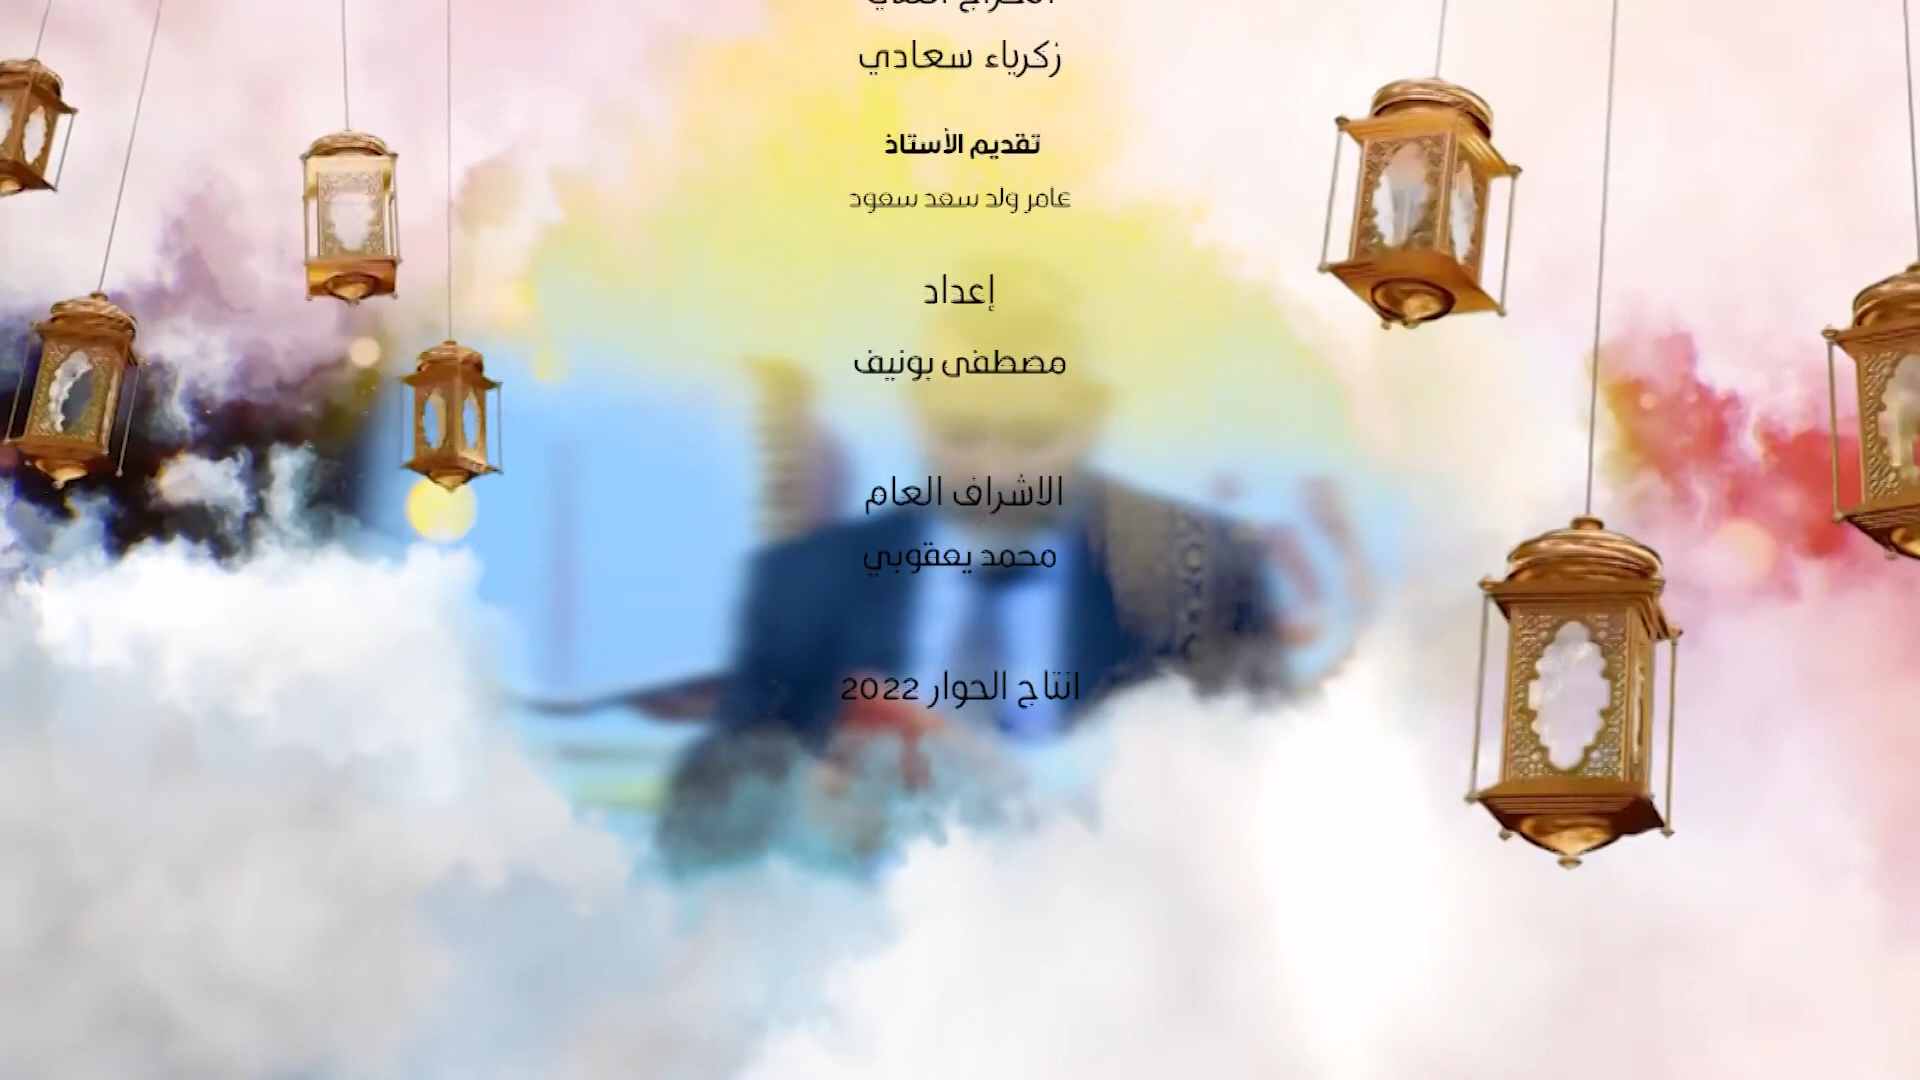 زكرياء سعادي
تقديم الأستاذ
عامر ولد سعد سعود
إعداد
مصطفى بونيف
الاشراف العام
محمد يعقوبي
انتاج الحوار 2022